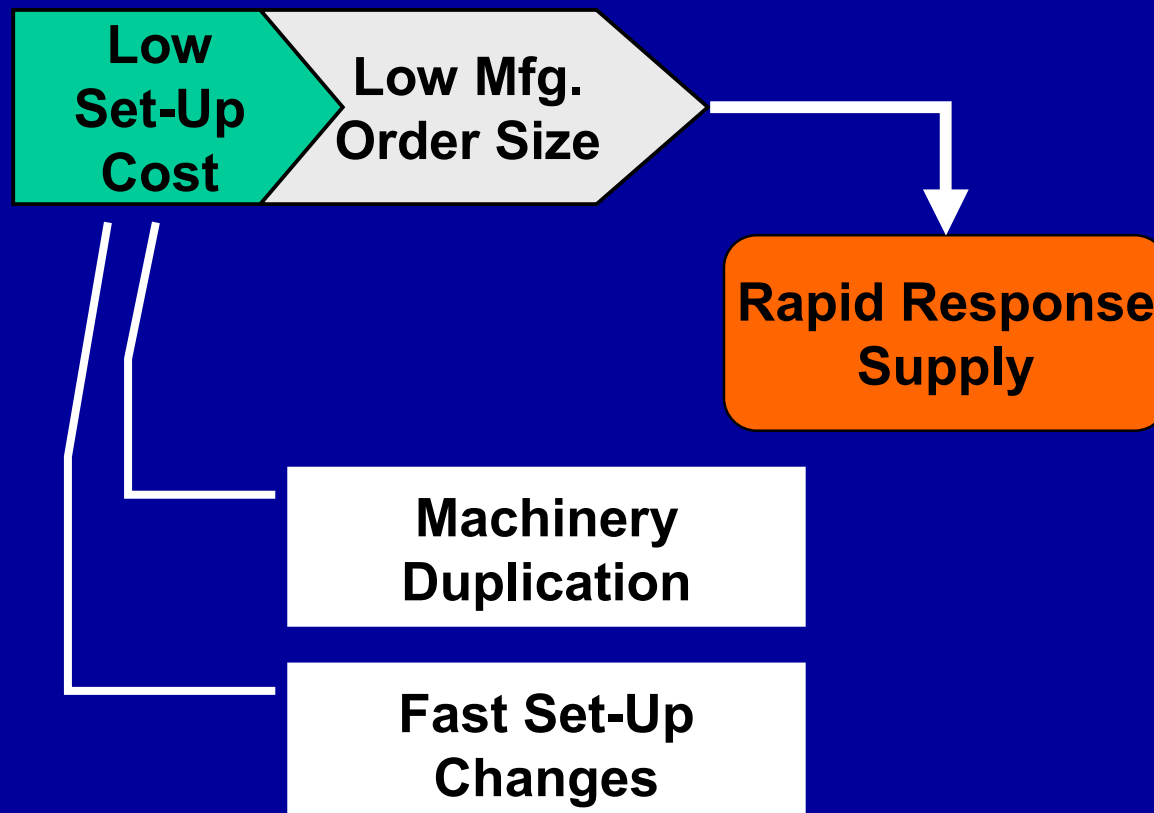 Low
Set-Up
Cost
Low Mfg.
Order Size
Rapid Response
Supply
Machinery
Duplication
Fast Set-Up
Changes